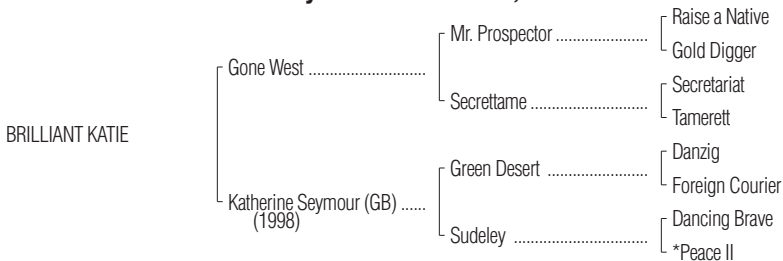 Raise a Native
Mr. Prospector ....................
Gold Digger
Gone West ..........................
Secretariat
Secrettame .........................
Tamerett
BRILLIANT KATIE
Danzig
Green Desert ......................
Foreign Courier
Katherine Seymour (GB) ......
(1998)
Dancing Brave
Sudeley ..............................
*Peace II